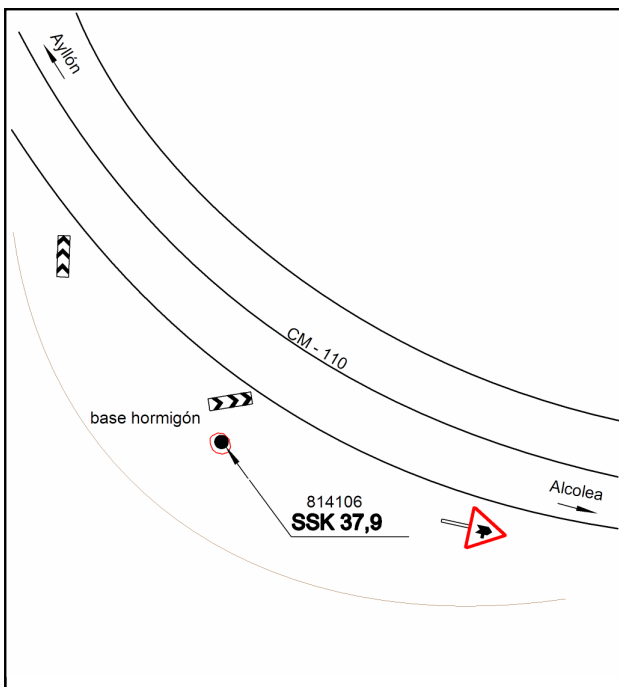 Ayllón
CM - 110
base hormigón
814106
SSK 37,9
Alcolea